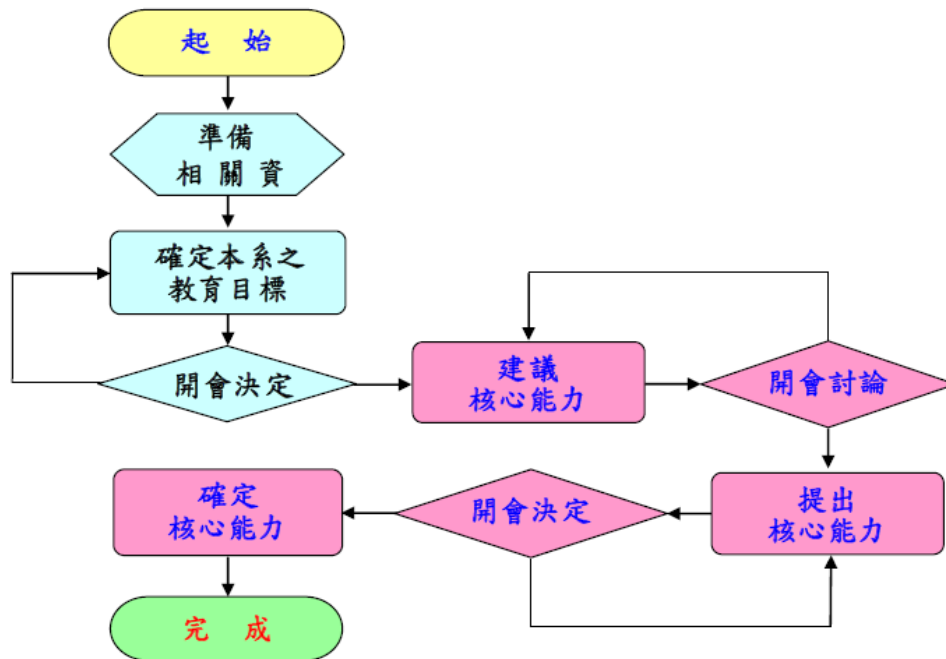 起 始
準備
相 關 資
確定本系之
教育目標
開會決定
建議
核心能力
開會討論
提出
核心能力
開會決定
確定
核心能力
完 成